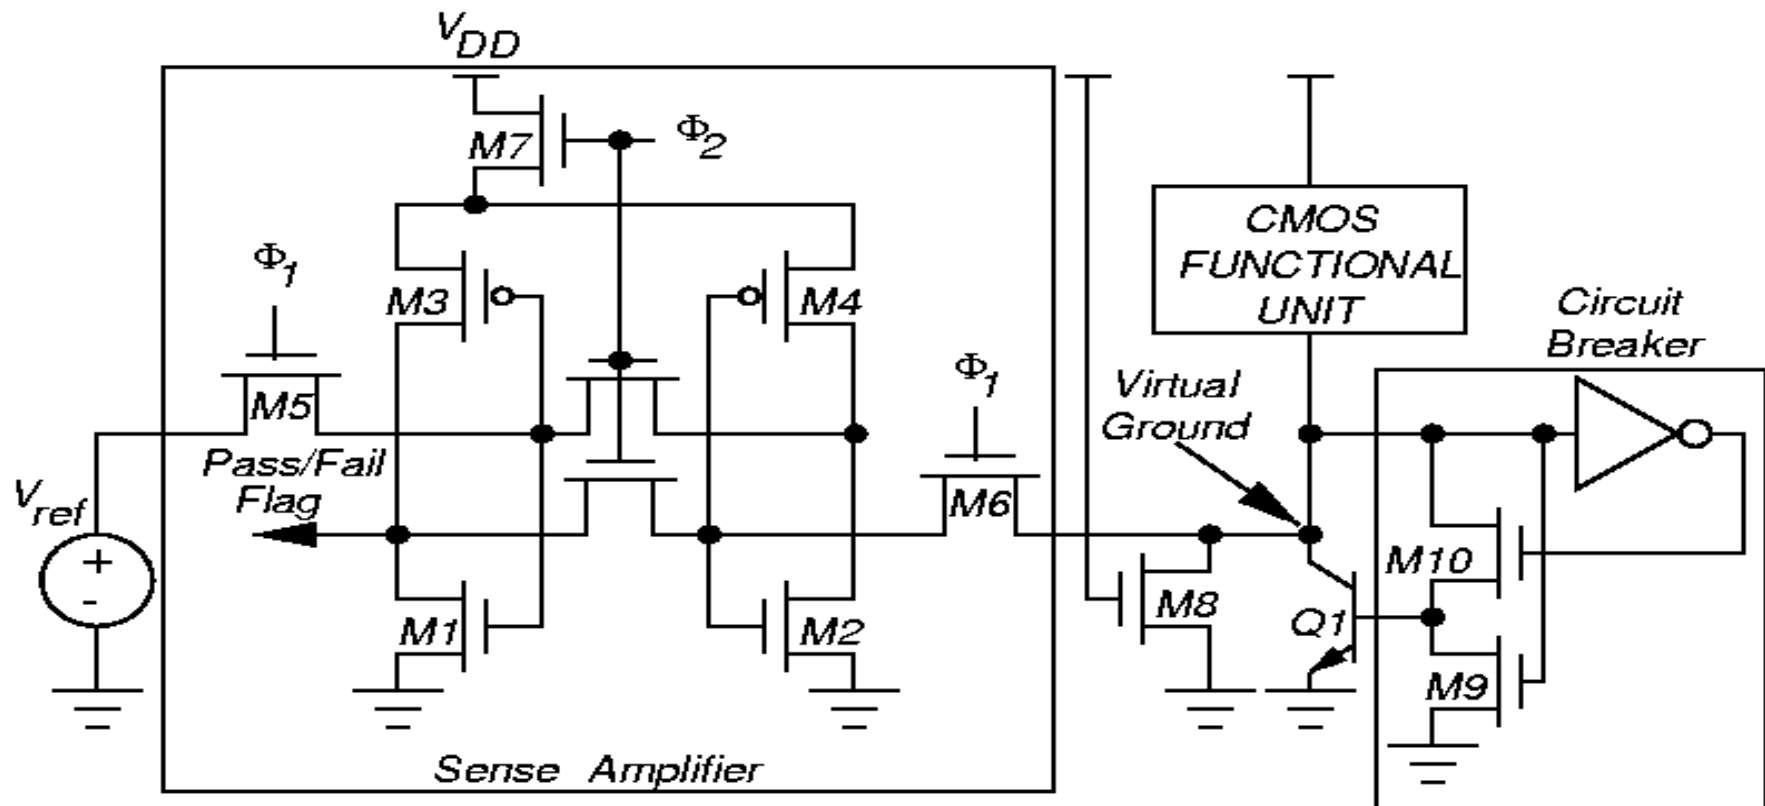 VDD
M7
Φ2
Φ1
M3
M4
M5
Pass/Fail
Flag
Vref
+
-
M1
M2
Φ1
M6
Virtual
Ground
CMOS
FUNCTIONAL
UNIT
Circuit
Breaker
M8
Q1
M10
M9
Sense Amplifier